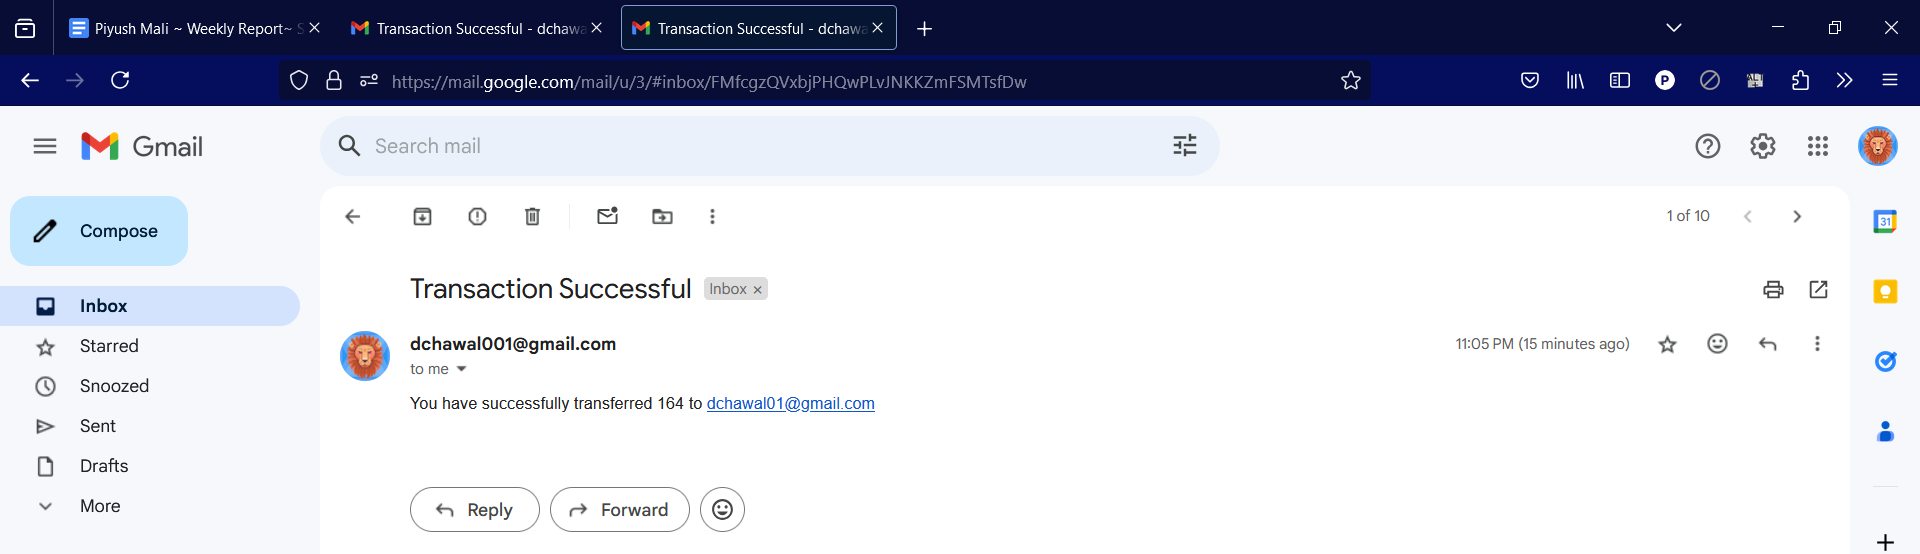 Piyush Mali ~ Weekly Report~ S
Transaction Successful - dchawa
Transaction Successful - dchawa
https://mail.google.com/mail/u/3/#inbox/FMfcgzQVxbjPHQwPLvJNKKZmFSMTsfDw
P
Gmail
Search mail
Compose
1 of 10
31
Transaction Successful
Inbox ×
Inbox
dchawal001@gmail.com
11:05 PM (15 minutes ago)
Starred
to me
Snoozed
You have successfully transferred 164 to dchawal01@gmail.com
Sent
Drafts
More
Reply
Forward